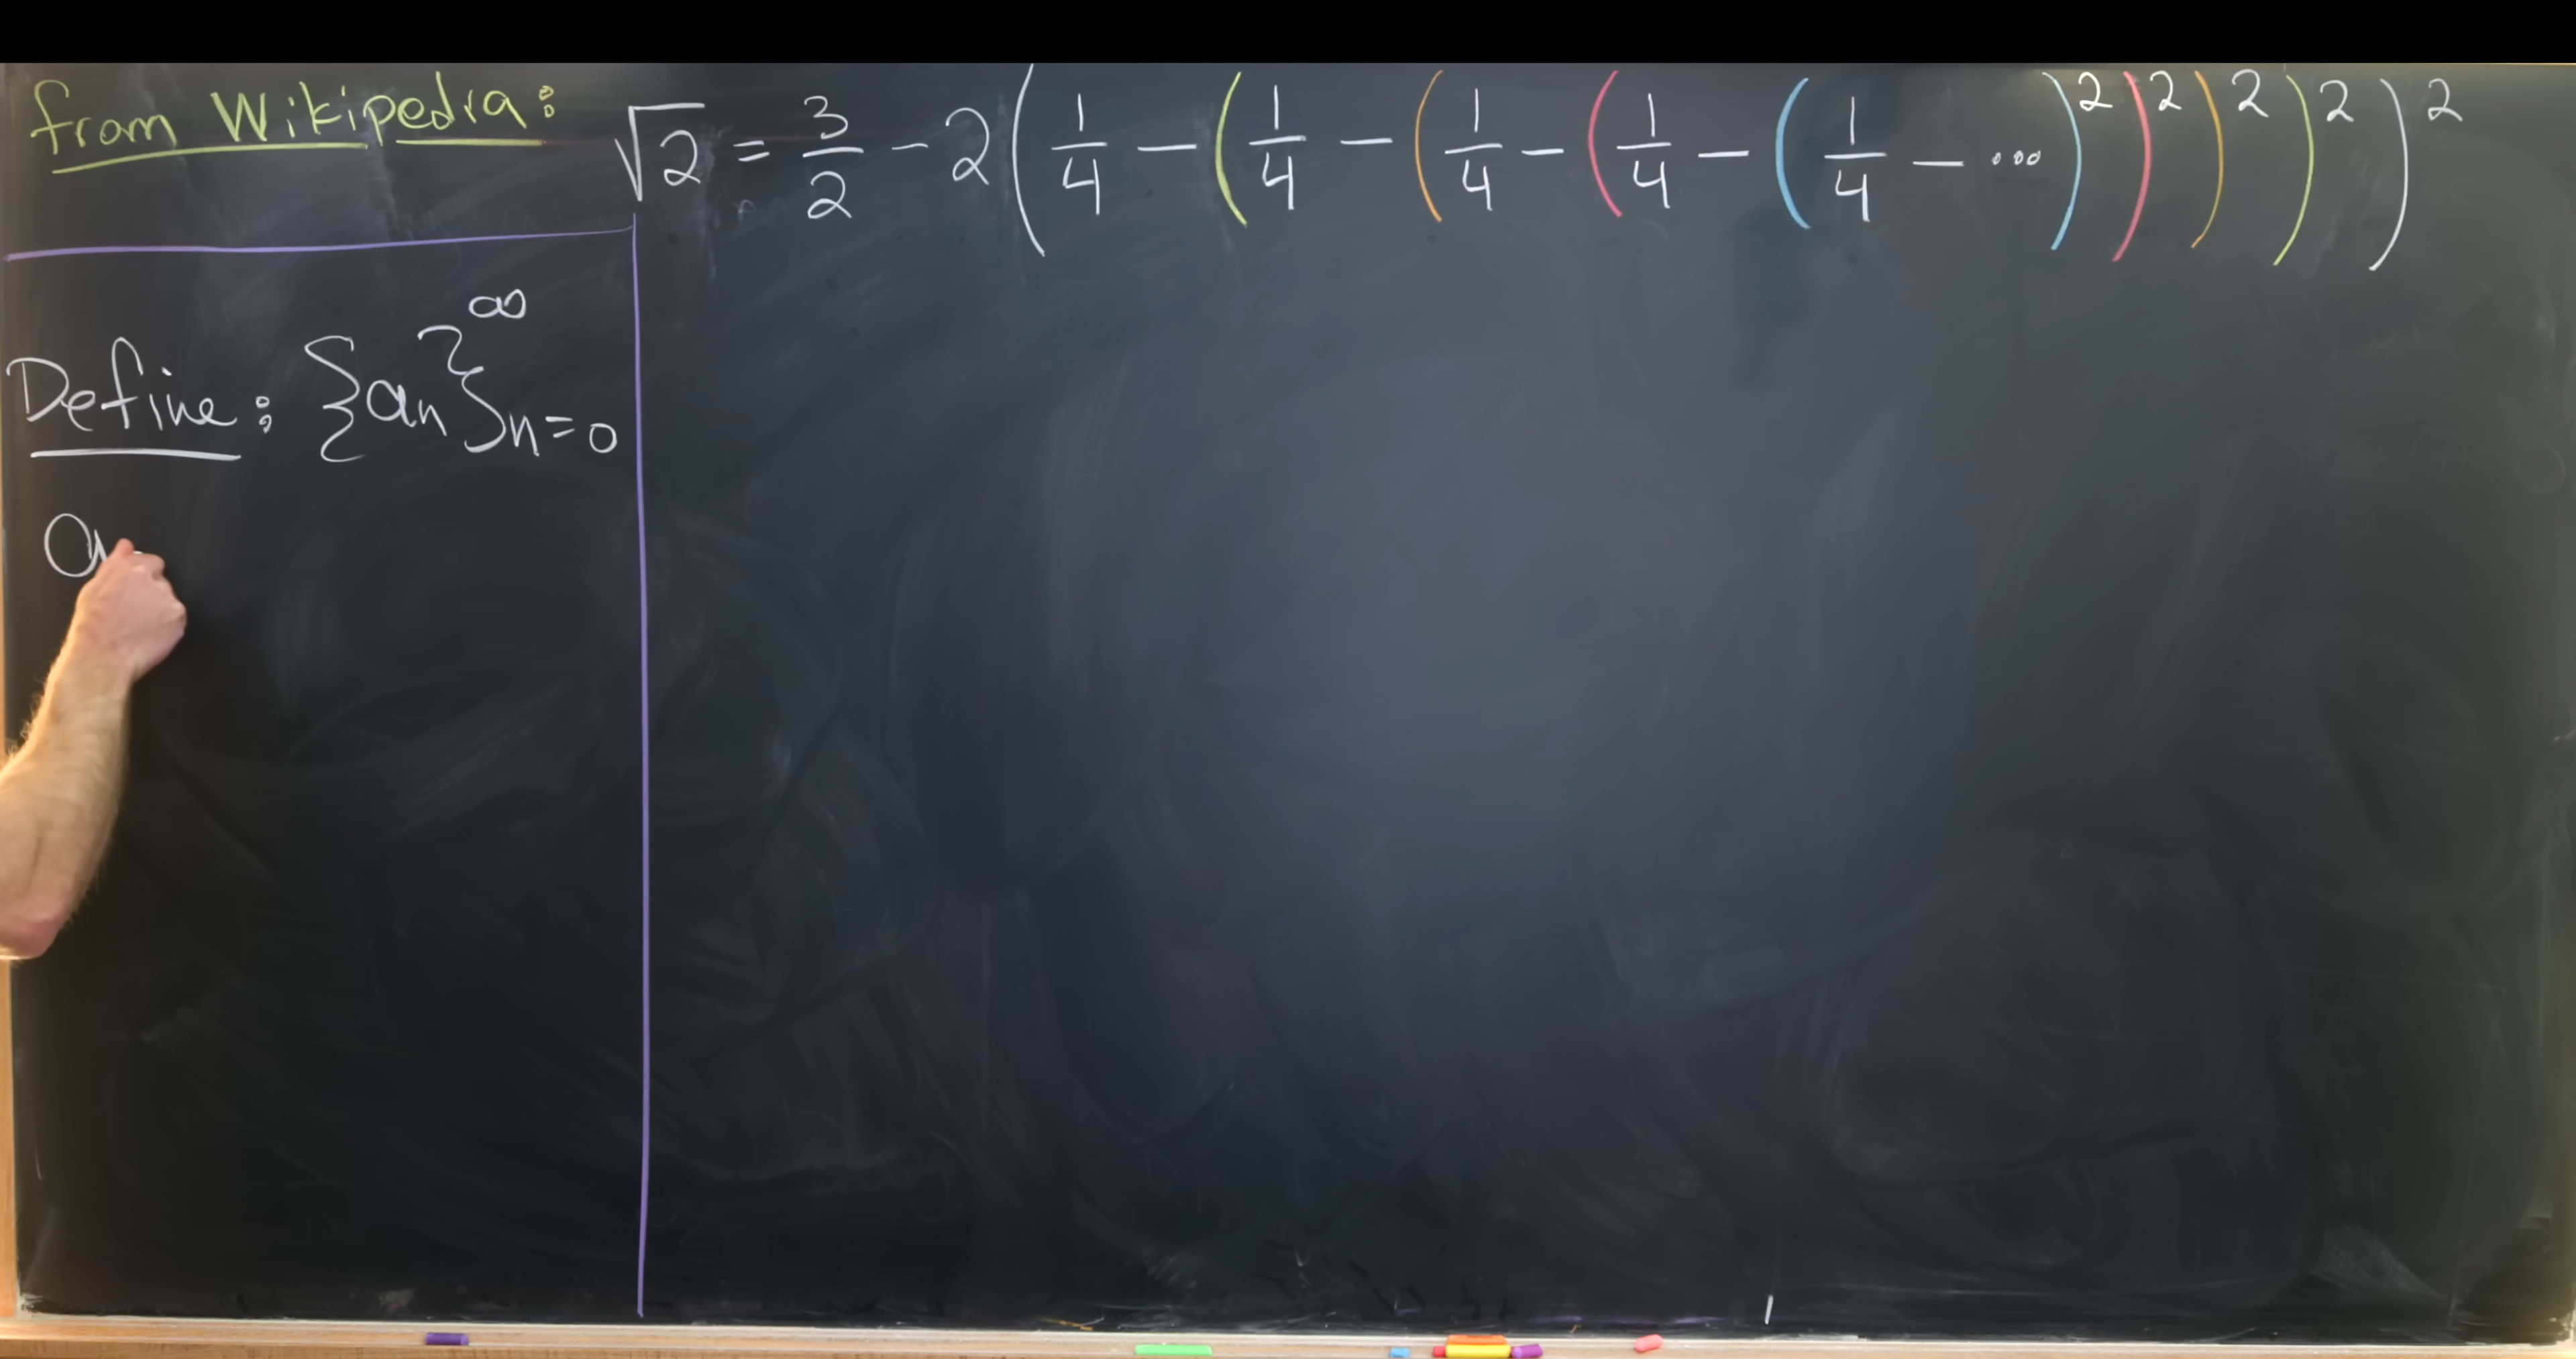 from Wikipedia:
√2 = 3/2 - 2(1/4 - (1/4 - (1/4 - (1/4 - (1/4 - ...)²)²)²)²)²
Define: {aₙ}^∞ₙ₌₀
a